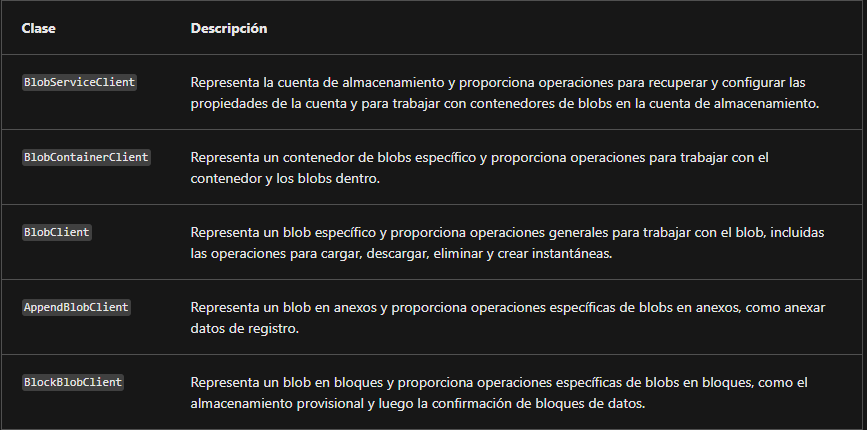 Clase Descripción
BlobServiceClient Representa la cuenta de almacenamiento y proporciona operaciones para recuperar y configurar las
propiedades de la cuenta y para trabajar con contenedores de blobs en la cuenta de almacenamiento.
BlobContainerClient Representa un contenedor de blobs específico y proporciona operaciones para trabajar con el
contenedor y los blobs dentro.
BlobClient Representa un blob específico y proporciona operaciones generales para trabajar con el blob, incluidas
las operaciones para cargar, descargar, eliminar y crear instantáneas.
AppendBlobClient Representa un blob en anexos y proporciona operaciones específicas de blobs en anexos, como anexar
datos de registro.
BlockBlobClient Representa un blob en bloques y proporciona operaciones específicas de blobs en bloques, como el
almacenamiento provisional y luego la confirmación de bloques de datos.